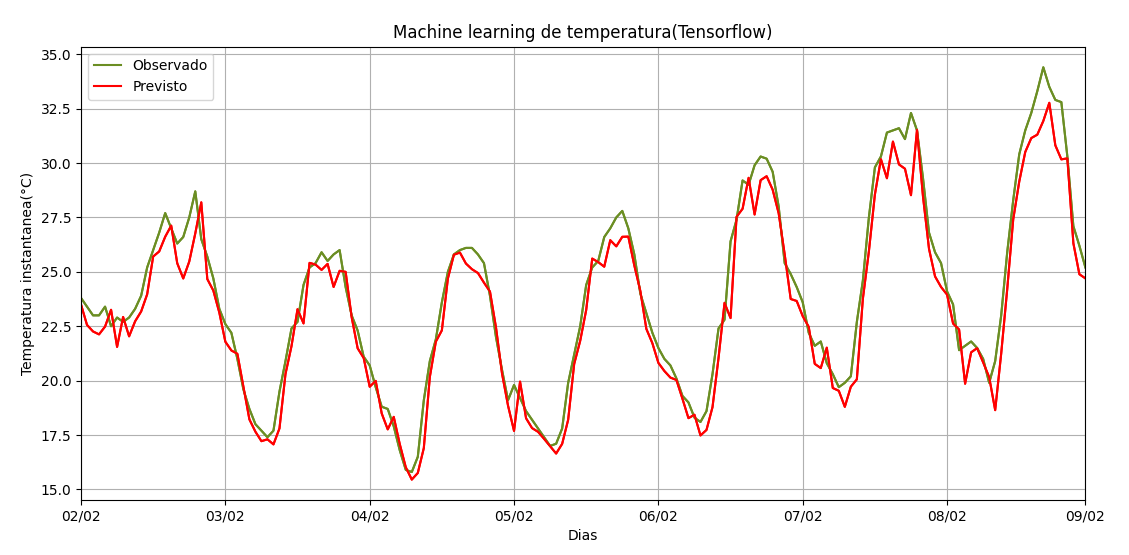 Machine learning de temperatura(Tensorflow)
Observado
Previsto
Temperatura instantanea(°C)
35.0
32.5
30.0
27.5
25.0
22.5
20.0
17.5
15.0
02/02 03/02 04/02 05/02 06/02 07/02 08/02 09/02
Dias